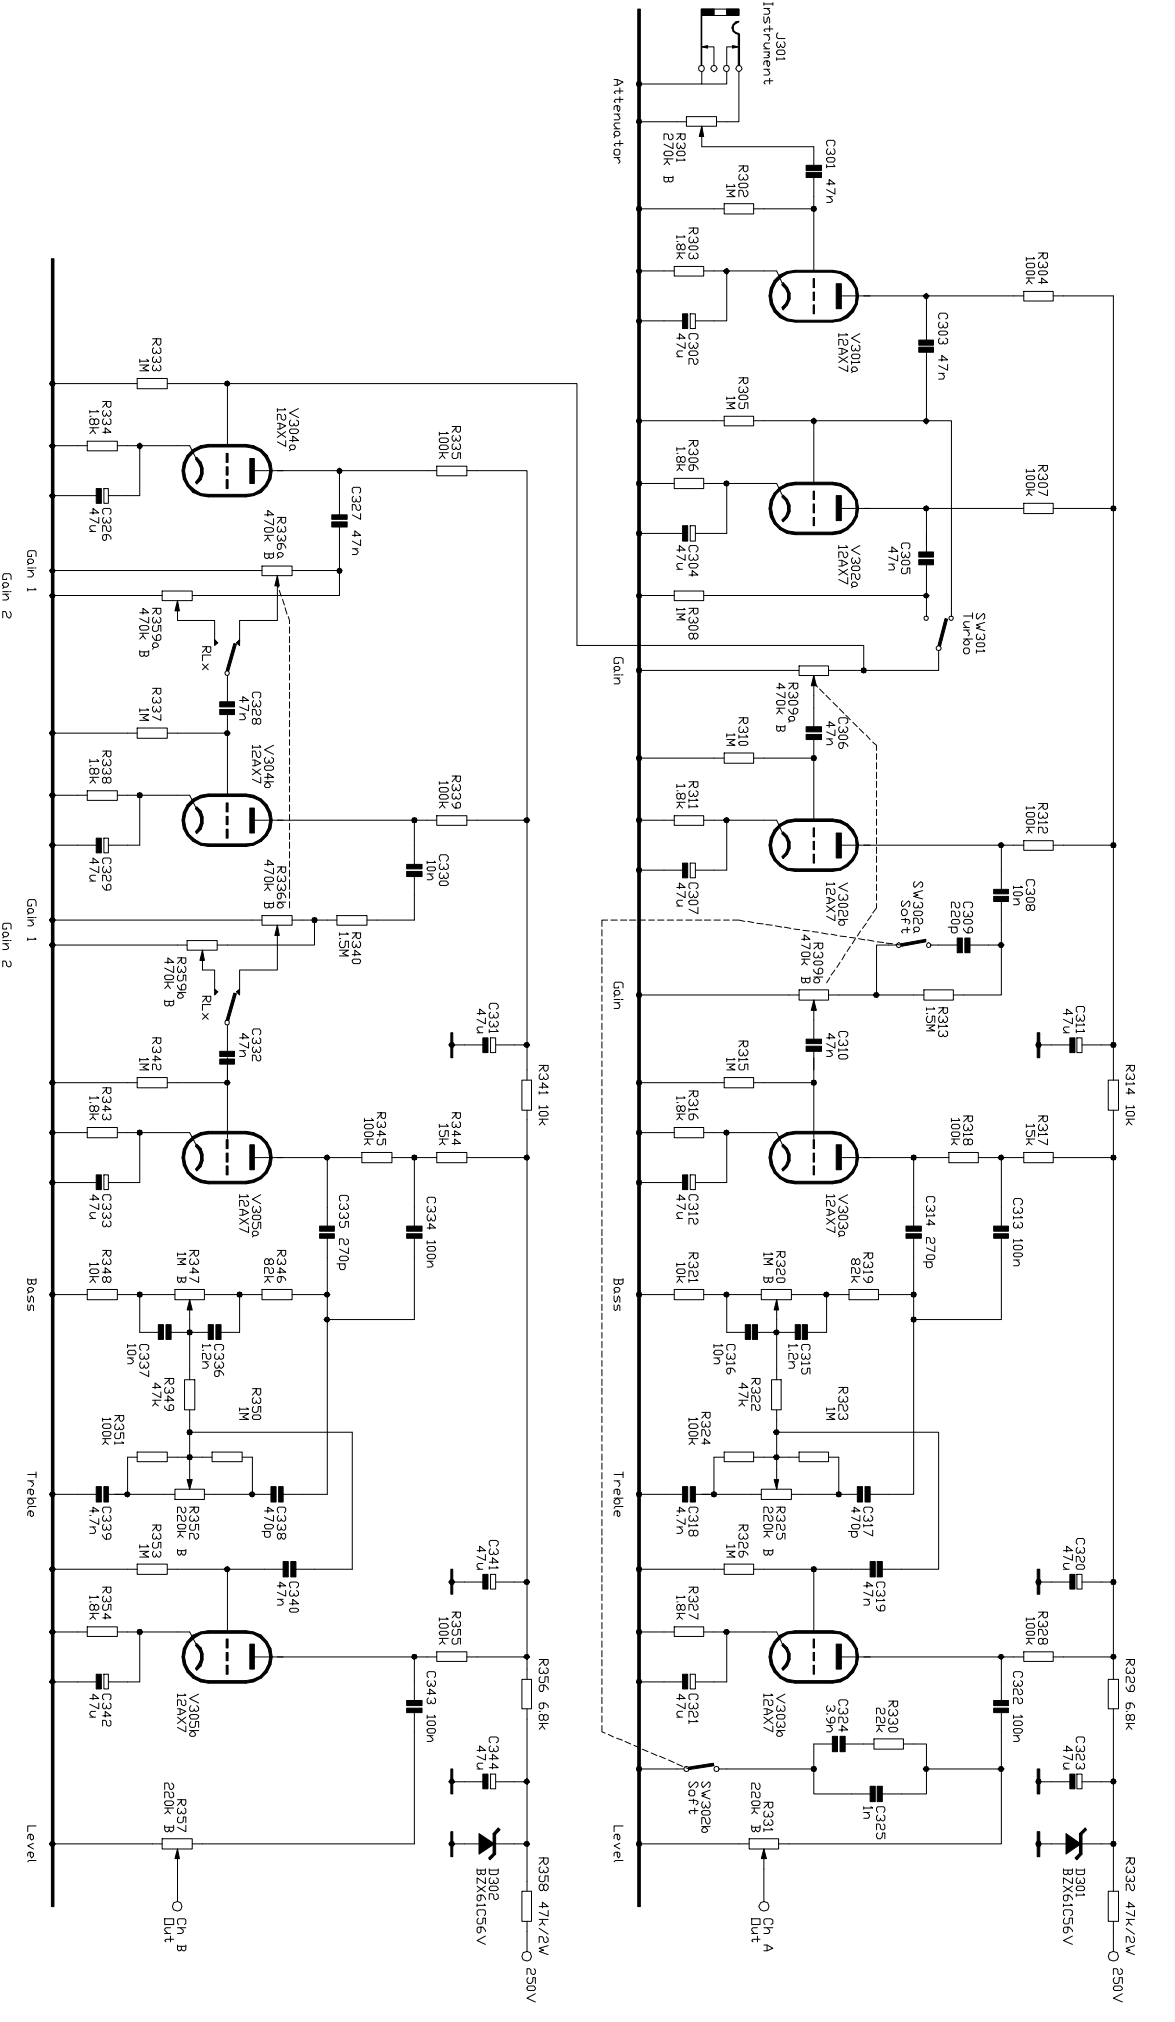 J301
Instrument
Attenuator
R301
270k B
C301 47n
R302
1M
R303
1.8k
C302
47u
V301a
12AX7
R304
100k
C303 47n
R305
1M
R306
1.8k
C304
47u
V302a
12AX7
R307
100k
C305
47n
R308
1M
SW301
Turbo
Gain
R309a
470k B
C306
47n
R310
1M
R311
1.8k
C307
47u
V302b
12AX7
R312
100k
C308
10n
C309
220p
SW302a
Soft
R309b
470k B
Gain
R313
1.5M
C310
47n
C311
47u
R314 10k
R315
1M
R316
1.8k
C312
47u
V303a
12AX7
R318
100k
R317
15k
C314 270p
C313 100n
Bass
R321
10k
R320
1M B
R319
82k
C316
10n
C315
1.2n
R322
47k
R323
1M
R324
100k
Treble
C318
4.7n
R325
220k B
C317
470p
R326
1M
C319
47n
C320
47u
R327
1.8k
C321
47u
V303b
12AX7
R328
100k
R329 6.8k
C322 100n
C324
3.9n
R330
22k
C325
1n
SW302b
Soft
C323
47u
Level
R331
220k B
D301
BZX61C56V
R332 47k/2W
Ch A
Out
250V
R333
1M
R334
1.8k
C326
47u
V304a
12AX7
R335
100k
C327 47n
R336a
470k B
Gain 1
Gain 2
R359a
470k B
RLx
C328
47n
R337
1M
R338
1.8k
C329
47u
V304b
12AX7
R339
100k
C330
10n
R336b
470k B
R340
1.5M
Gain 1
Gain 2
R359b
470k B
RLx
C332
47n
C331
47u
R341 10k
R342
1M
R343
1.8k
C333
47u
V305a
12AX7
R345
100k
R344
15k
C335 270p
C334 100n
Bass
R348
10k
R347
1M B
R346
82k
C337
10n
C336
1.2n
R349
47k
R350
1M
R351
100k
Treble
C339
4.7n
R352
220k B
C338
470p
R353
1M
C340
47n
C341
47u
R354
1.8k
C342
47u
V305b
12AX7
R355
100k
R356 6.8k
C343 100n
C344
47u
Level
R357
220k B
D302
BZX61C56V
R358 47k/2W
Ch B
Out
250V